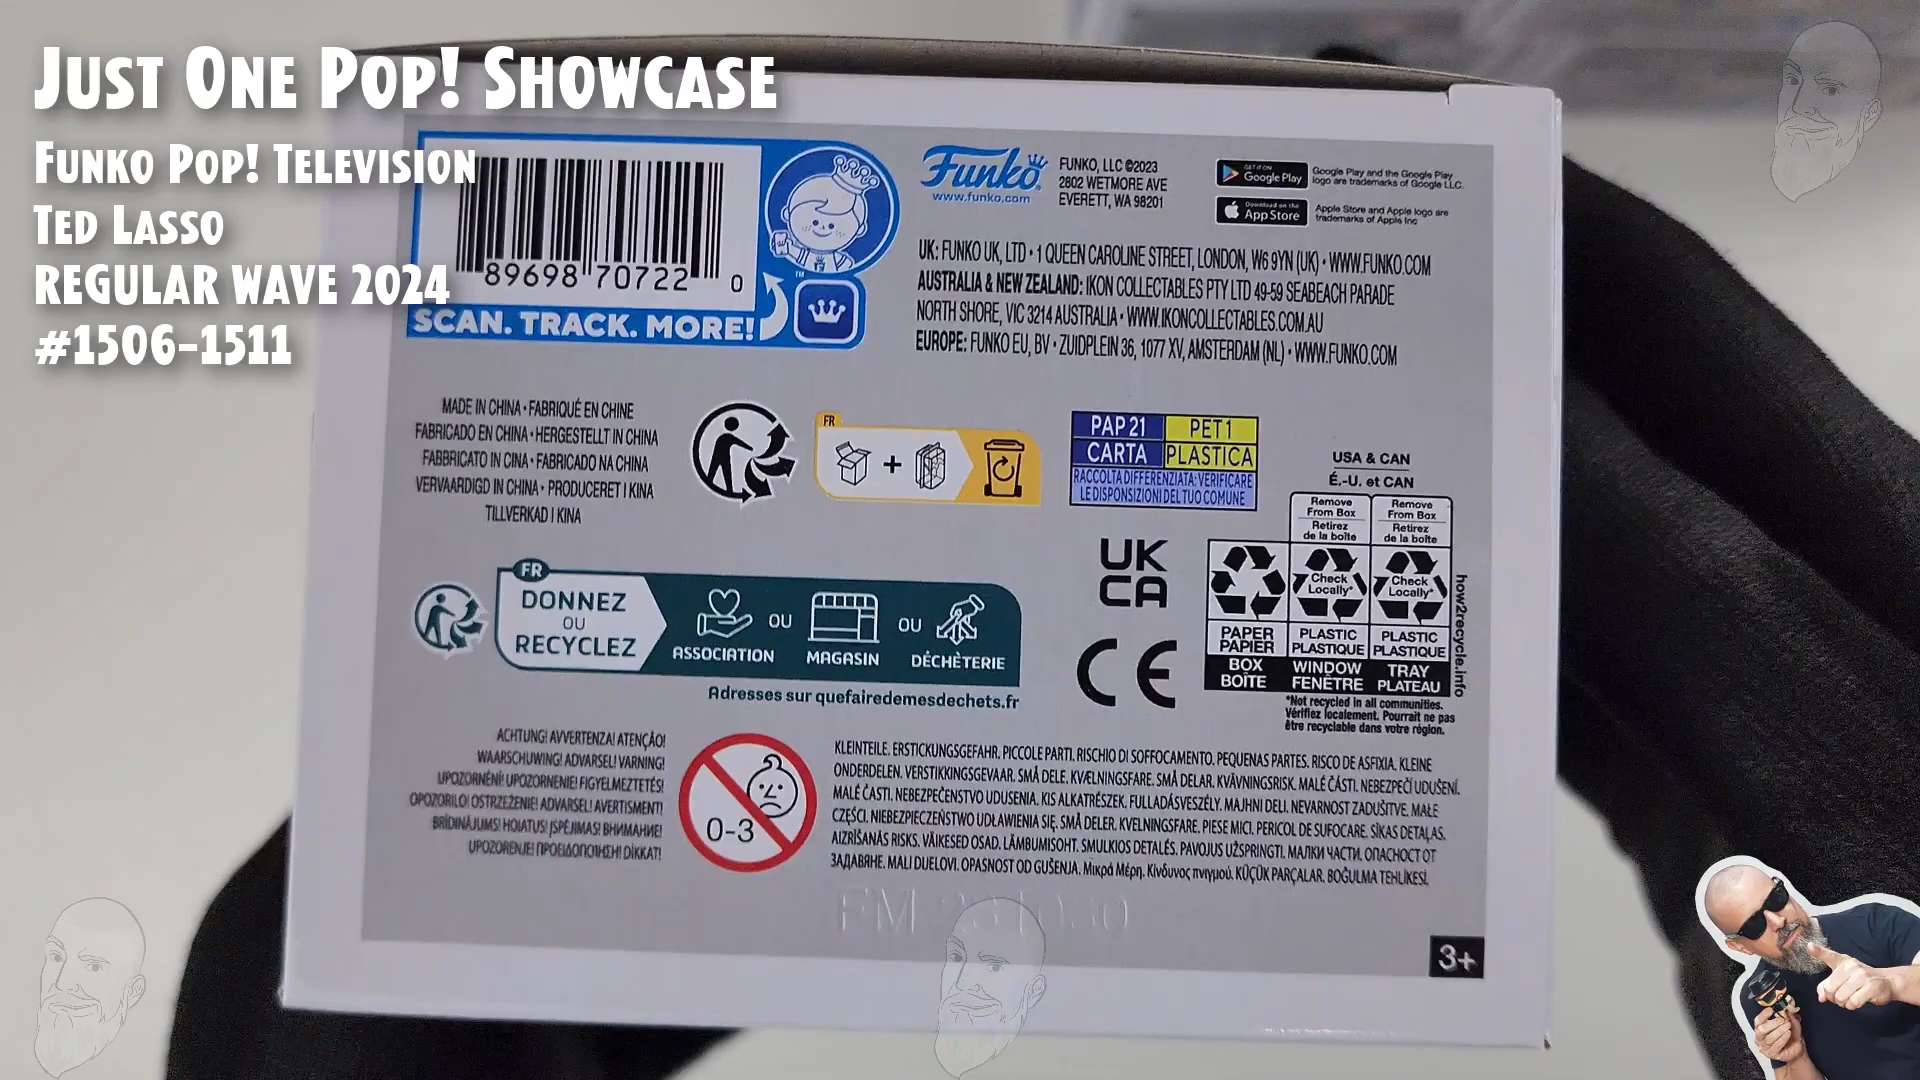 JUST ONE POP! SHOWCASE
FUNKO POP! TELEVISION
TED LASSO
REGULAR WAVE 2024
#1506-1511
89698 70722 0
SCAN. TRACK. MORE!
TM
Funko
www.funko.com
FUNKO, LLC ©2023
2802 WETMORE AVE
EVERETT, WA 98201
GET IT ON
Google Play
Google Play and the Google Play
logo are trademarks of Google LLC.
Download on the
App Store
Apple Store and Apple logo are
trademarks of Apple Inc
UK: FUNKO UK, LTD • 1 QUEEN CAROLINE STREET, LONDON, W6 9YN (UK) • WWW.FUNKO.COM
AUSTRALIA & NEW ZEALAND: IKON COLLECTABLES PTY LTD 49-59 SEABEACH PARADE
NORTH SHORE, VIC 3214 AUSTRALIA • WWW.IKONCOLLECTABLES.COM.AU
EUROPE: FUNKO EU, BV • ZUIDPLEIN 36, 1077 XV, AMSTERDAM (NL) • WWW.FUNKO.COM
MADE IN CHINA • FABRIQUÉ EN CHINE
FABRICADO EN CHINA • HERGESTELLT IN CHINA
FABBRICATO IN CINA • FABRICADO NA CHINA
VERVAARDIGD IN CHINA • PRODUCERET I KINA
TILLVERKAD I KINA
FR
+
PAP 21 PET 1
CARTA PLASTICA
RACCOLTA DIFFERENZIATA: VERIFICARE
LE DISPOSIZIONI DEL TUO COMUNE
USA & CAN
É.-U. et CAN
Remove From Box Retirez de la boîte
Remove From Box Retirez de la boîte
Check Locally*
Check Locally*
PAPER PAPIER
PLASTIC PLASTIQUE
PLASTIC PLASTIQUE
BOX BOÎTE
WINDOW FENÊTRE
TRAY PLATEAU
how2recycle.info
*Not recycled in all communities.
Vérifiez localement. Pourrait ne pas
être recyclable dans votre région.
UK
CA
CE
FR
DONNEZ
OU
RECYCLEZ
ASSOCIATION OU MAGASIN OU DÉCHÈTERIE
Adresses sur quefairedemesdechets.fr
ACHTUNG! AVVERTENZA! ATENÇÃO!
WAARSCHUWING! ADVARSEL! VARNING!
UPOZORNĚNÍ! UPOZORNENIE! FIGYELMEZTETÉS!
OPOZORILO! OSTRZEŻENIE! ADVARSEL! AVERTISMENT!
BRĪDINĀJUMS! HOIATUS! ĮSPĖJIMAS! ВНИМАНИЕ!
UPOZORENJE! ΠΡΟΕΙΔΟΠΟΙΗΣΗ! DİKKAT!
0-3
KLEINTEILE. ERSTICKUNGSGEFAHR. PICCOLE PARTI. RISCHIO DI SOFFOCAMENTO. PEQUENAS PARTES. RISCO DE ASFIXIA. KLEINE
ONDERDELEN. VERSTIKKINGSGEVAAR. SMÅ DELE. KVÆLNINGSFARE. SMÅ DELAR. KVÄVNINGSRISK. MALÉ ČÁSTI. NEBEZPEČÍ UDUŠENÍ.
MALÉ ČASTI. NEBEZPEČENSTVO UDUSENIA. KIS ALKATRÉSZEK. FULLADÁSVESZÉLY. MAJHNI DELI. NEVARNOST ZADUŠITVE. MAŁE
CZĘŚCI. NIEBEZPIECZEŃSTWO UDŁAWIENIA SIĘ. SMÅ DELER. KVELNINGSFARE. PIESE MICI. PERICOL DE SUFOCARE. SĪKAS DETAĻAS.
AIZRĪŠANĀS RISKS. VÄIKESED OSAD. LÄMBUMISOHT. SMULKIOS DETALĖS. PAVOJUS UŽSPRINGTI. МАЛКИ ЧАСТИ. ОПАСНОСТ ОТ
ЗАДАВЯНЕ. MALI DIJELOVI. OPASNOST OD GUŠENJA. Μικρά Μέρη. Κίνδυνος πνιγμού. KÜÇÜK PARÇALAR. BOĞULMA TEHLİKESİ.
3+